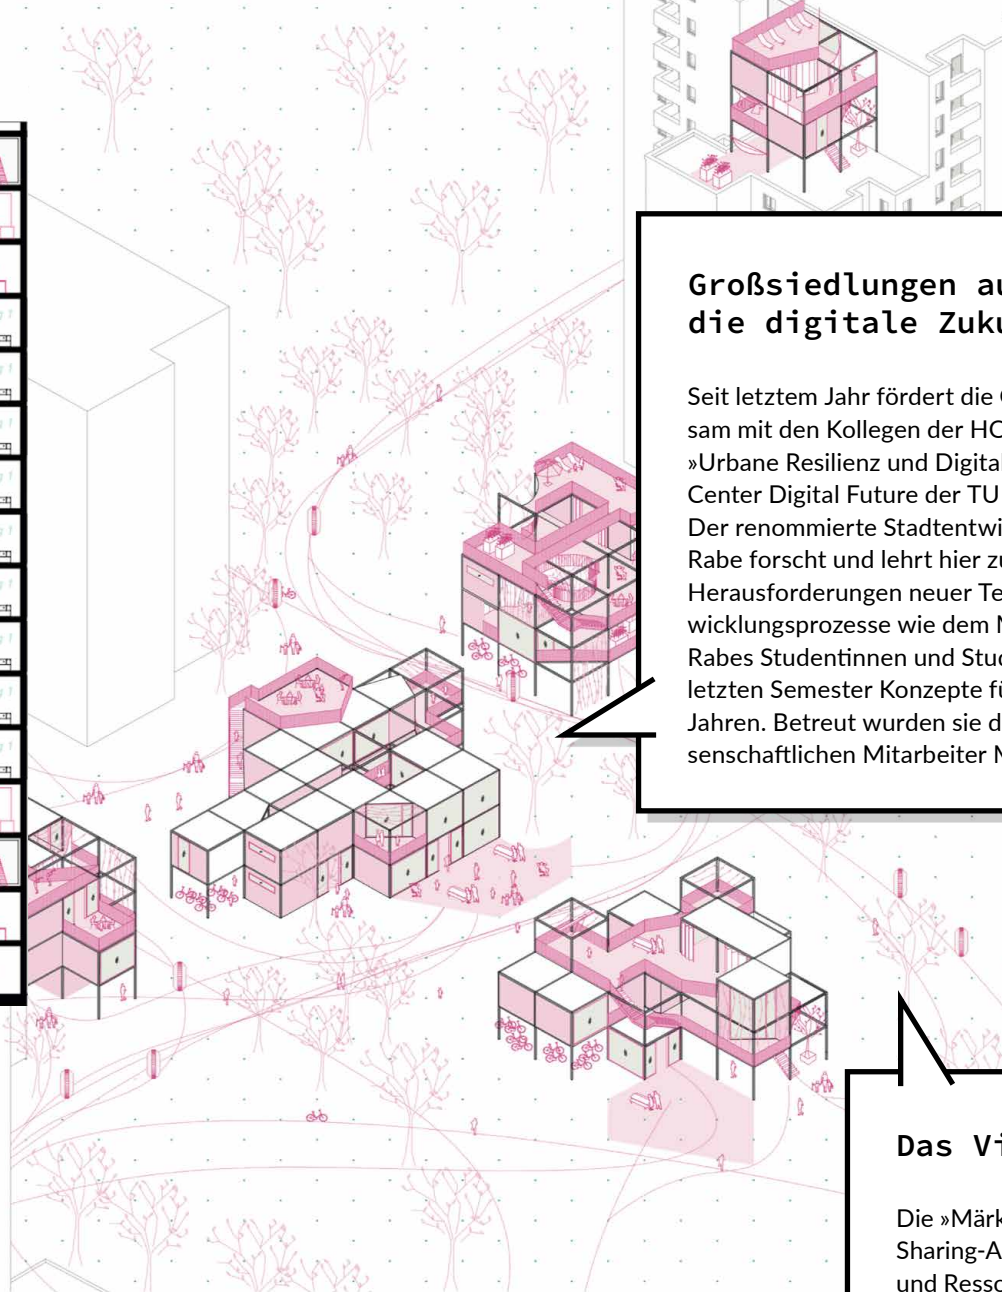 Großsiedlungen au
die digitale Zuku
Seit letztem Jahr fördert die
sam mit den Kollegen der HO
»Urbane Resilienz und Digital
Center Digital Future der TU
Der renommierte Stadtentwi
Rabe forscht und lehrt hier zu
Herausforderungen neuer Te
wicklungsprozesse wie dem M
Rabes Studentinnen und Stud
letzten Semester Konzepte fü
Jahren. Betreut wurden sie d
senschaftlichen Mitarbeiter M
Das Vi
Die »Märk
Sharing-A
und Resso